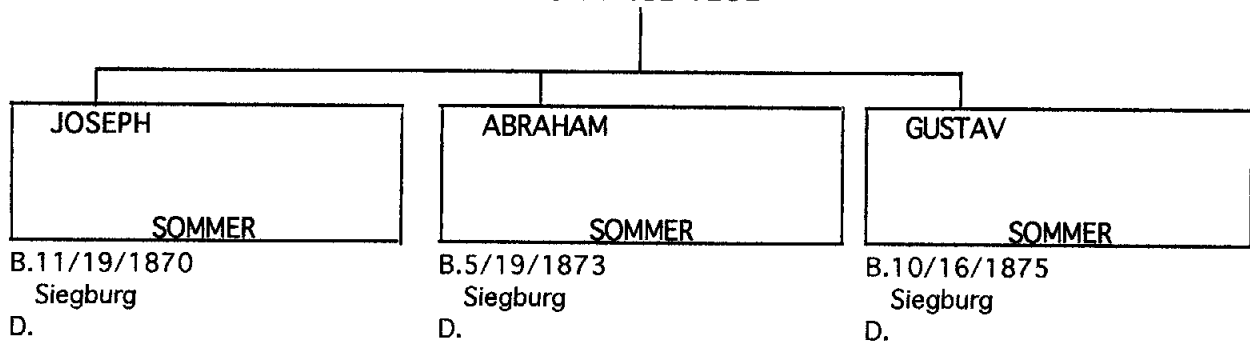 JOSEPH
SOMMER
B.11/19/1870
Siegburg
D.
ABRAHAM
SOMMER
B.5/19/1873
Siegburg
D.
GUSTAV
SOMMER
B.10/16/1875
Siegburg
D.